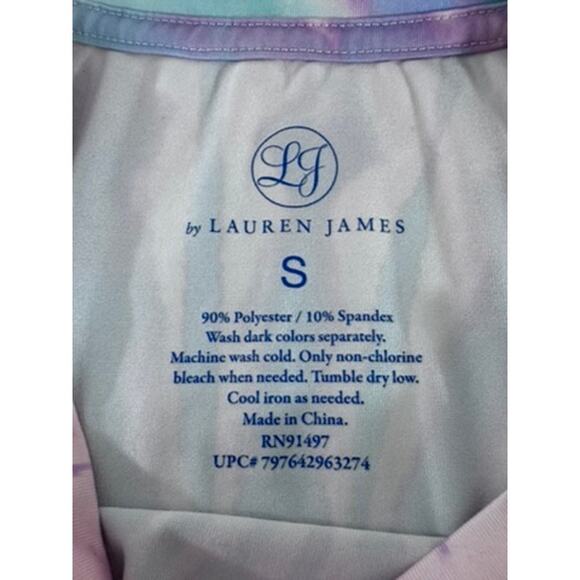 LJ
by LAUREN JAMES
S
90% Polyester / 10% Spandex
Wash dark colors separately.
Machine wash cold. Only non-chlorine
bleach when needed. Tumble dry low.
Cool iron as needed.
Made in China.
RN91497
UPC# 797642963274